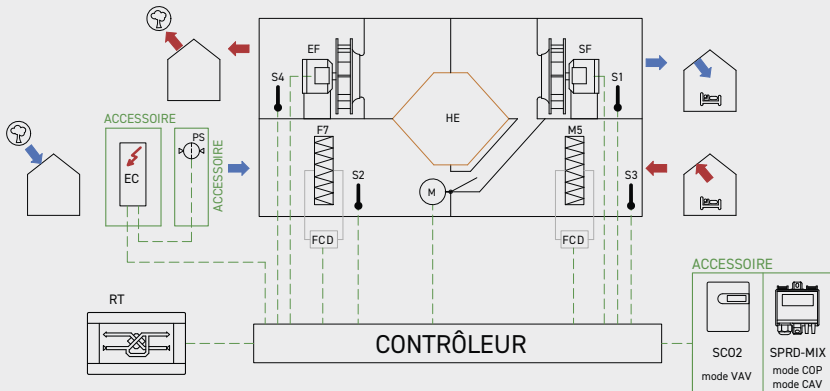 EF
SF
S4
S1
ACCESSOIRE
HE
F7
M5
PS
EC
ACCESSOIRE
S2
M
S3
FCD
FCD
ACCESSOIRE
RT
CONTRÔLEUR
SCO2
SPRD-MIX
mode VAV
mode COP
mode CAV